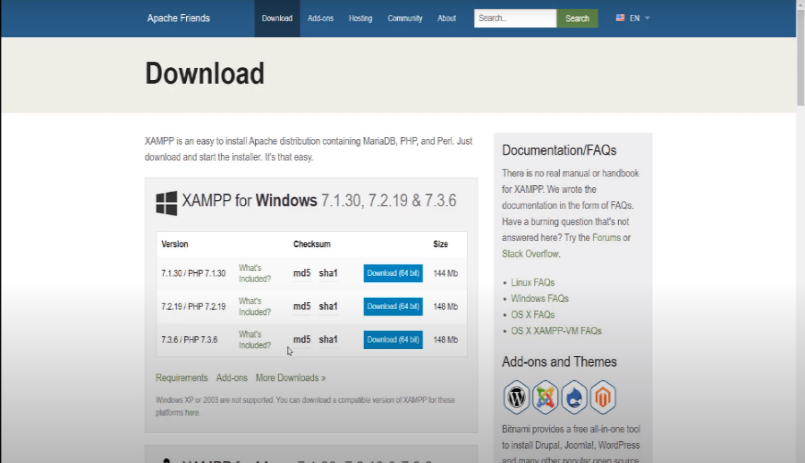 Apache Friends
Download
Add-ons
Hosting
Community
About
Search..
Search
EN
Download
XAMPP is an easy to install Apache distribution containing MariaDB, PHP, and Perl. Just
download and start the installer. It's that easy.
XAMPP for Windows 7.1.30, 7.2.19 & 7.3.6
Version Checksum Size
7.1.30 / PHP 7.1.30 What's Included? md5 sha1 Download (64 bit) 144 Mb
7.2.19 / PHP 7.2.19 What's Included? md5 sha1 Download (64 bit) 148 Mb
7.3.6 / PHP 7.3.6 What's Included? md5 sha1 Download (64 bit) 148 Mb
Requirements Add-ons More Downloads »
Windows XP or 2003 are not supported. You can download a compatible version of XAMPP for these
platforms here.
Documentation/FAQs
There is no real manual or handbook
for XAMPP. We wrote the
documentation in the form of FAQs.
Have a burning question that's not
answered here? Try the Forums or
Stack Overflow.
• Linux FAQs
• Windows FAQs
• OS X FAQs
• OS X XAMPP-VM FAQs
Add-ons and Themes
Bitnami provides a free all-in-one tool
to install Drupal, Joomla!, WordPress
and many other popular open source